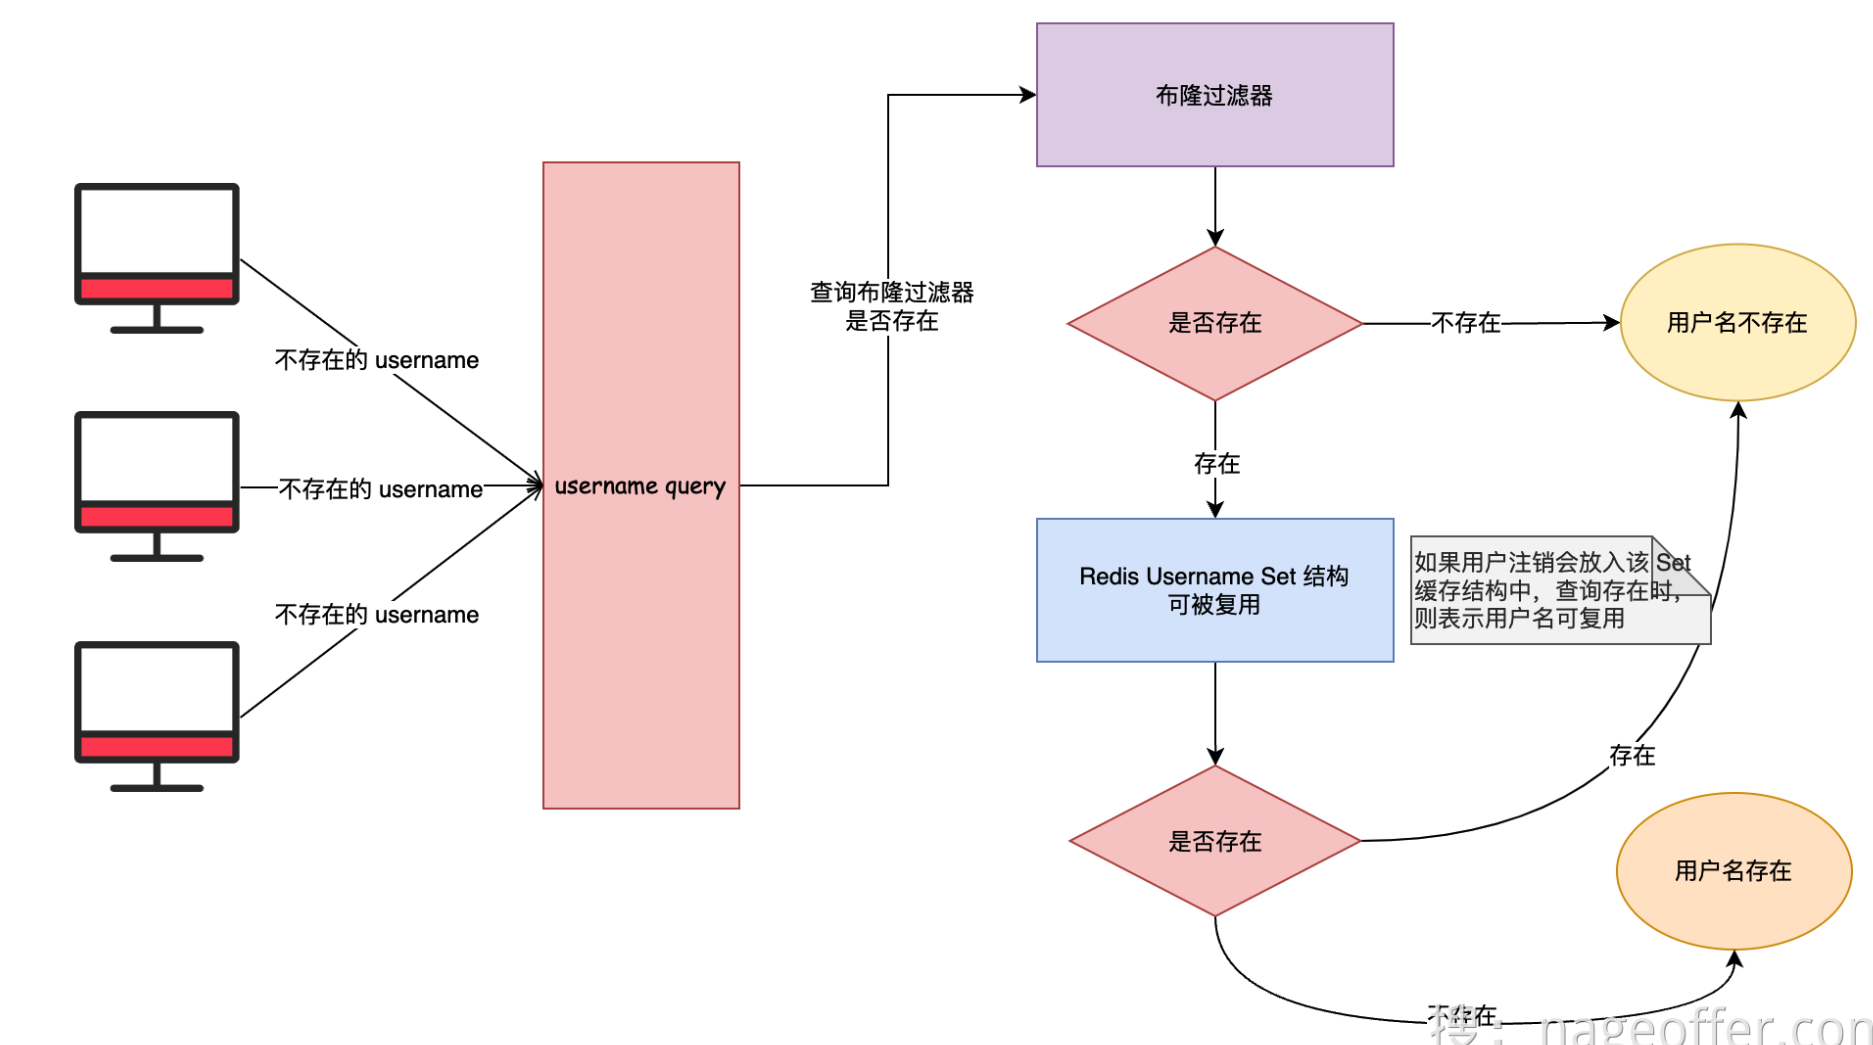 布隆过滤器
不存在的 username
不存在的 username
不存在的 username
username query
查询布隆过滤器
是否存在
是否存在
不存在
用户名不存在
存在
Redis Username Set 结构
可被复用
如果用户注销会放入该 Set
缓存结构中，查询存在时，
则表示用户名可复用
存在
是否存在
用户名存在
不存在
搜：nageoffer.com